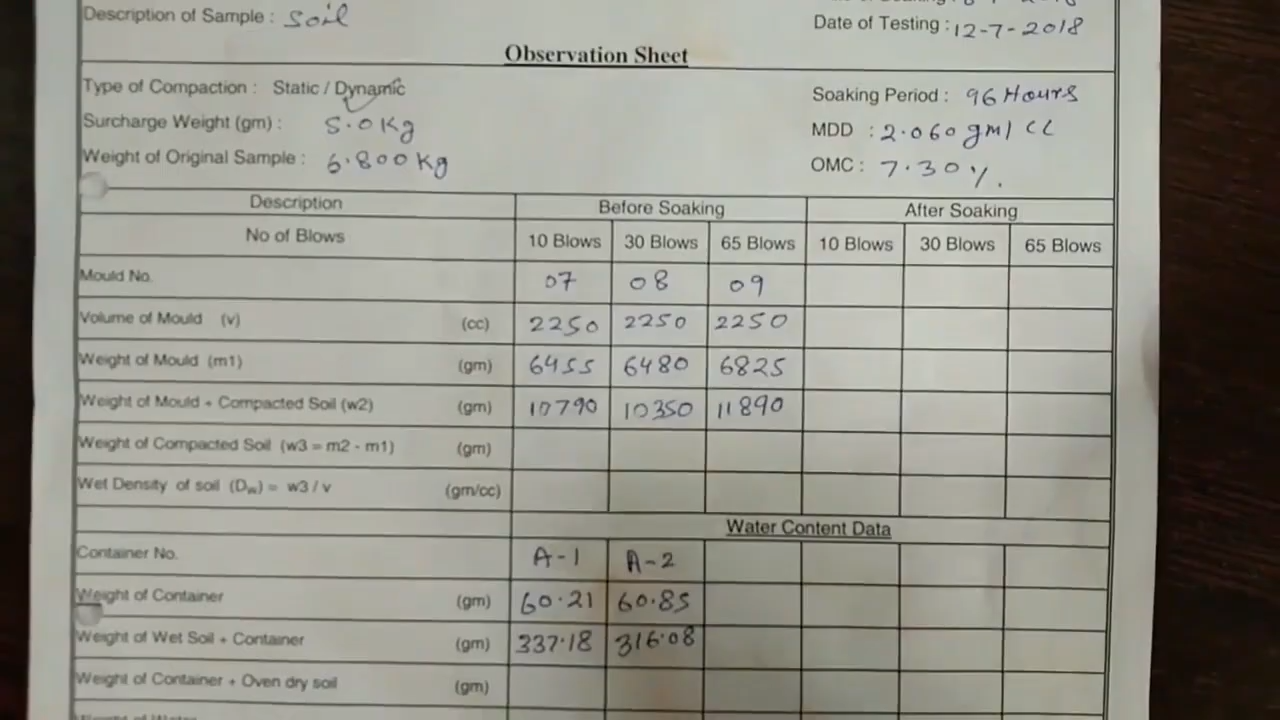 Description of Sample : Soil
Date of Testing : 12-7-2018
Observation Sheet
Type of Compaction : Static / Dynamic
Soaking Period : 96 Hours
Surcharge Weight (gm) : 5.0 Kg
MDD : 2.060 gm/cc
Weight of Original Sample : 6.800 Kg
OMC : 7.30 %.
Description Before Soaking After Soaking
No of Blows 10 Blows 30 Blows 65 Blows 10 Blows 30 Blows 65 Blows
Mould No. 07 08 09
Volume of Mould (v) (cc) 2250 2250 2250
Weight of Mould (m1) (gm) 6455 6480 6825
Weight of Mould + Compacted Soil (w2) (gm) 10790 10350 11890
Weight of Compacted Soil (w3 = m2 - m1) (gm)
Wet Density of soil (Dw) = w3 / v (gm/cc)
Water Content Data
Container No. A-1 A-2
Weight of Container (gm) 60.21 60.85
Weight of Wet Soil + Container (gm) 337.18 316.08
Weight of Container + Oven dry soil (gm)